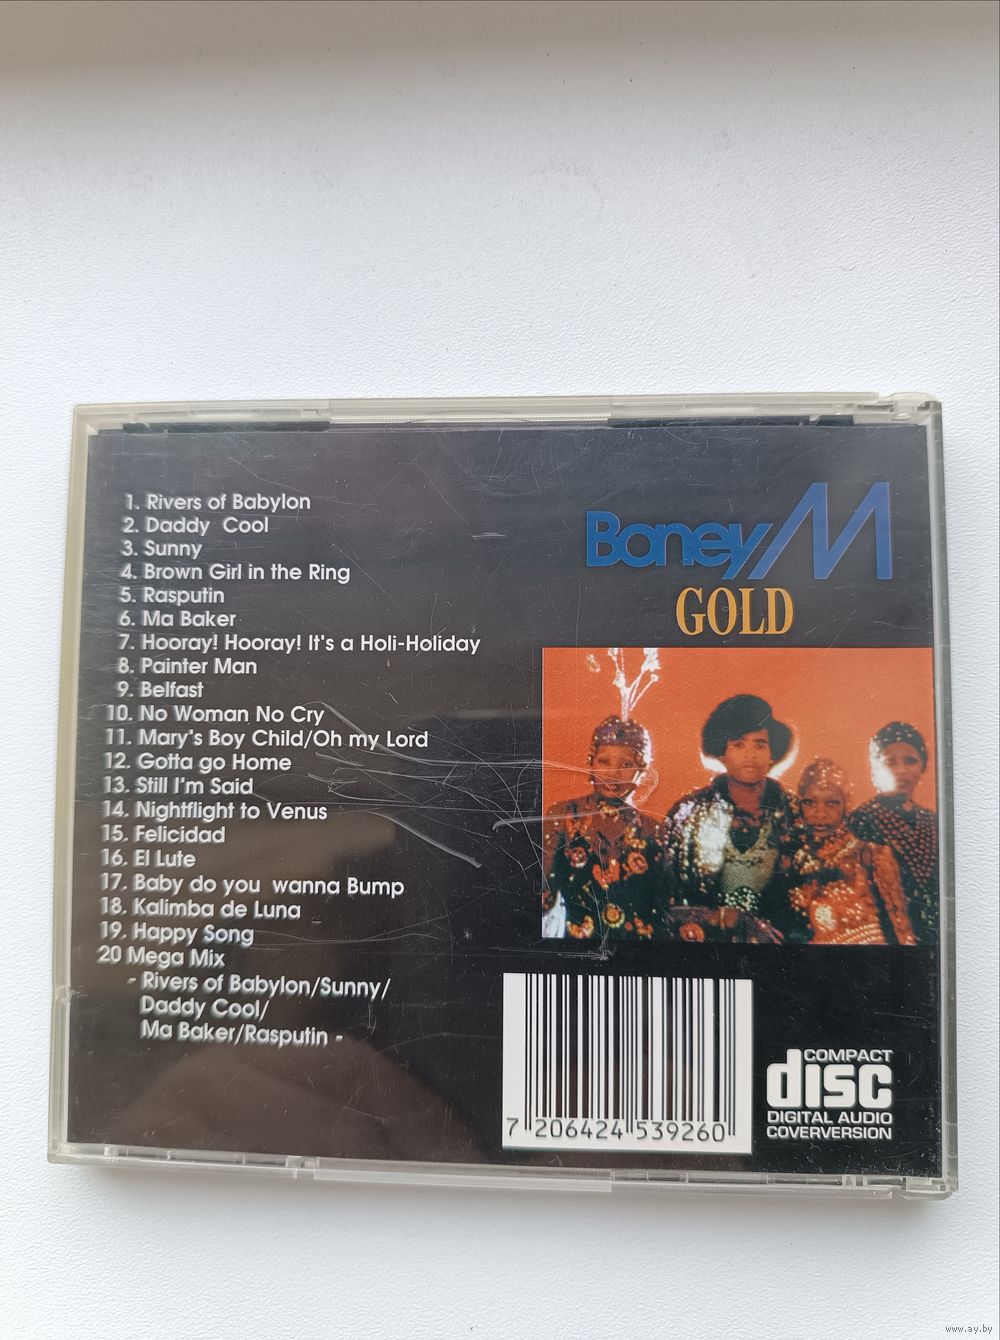 1. Rivers of Babylon
2. Daddy Cool
3. Sunny
4. Brown Girl in the Ring
5. Rasputin
6. Ma Baker
7. Hooray! Hooray! It's a Holi-Holiday
8. Painter Man
9. Belfast
10. No Woman No Cry
11. Mary's Boy Child/Oh my Lord
12. Gotta go Home
13. Still I'm Said
14. Nightflight to Venus
15. Felicidad
16. El Lute
17. Baby do you wanna Bump
18. Kalimba de Luna
19. Happy Song
20 Mega Mix
- Rivers of Babylon/Sunny/
Daddy Cool/
Ma Baker/Rasputin -
Boney M
GOLD
7 206424 539260
COMPACT
disc
DIGITAL AUDIO
COVERVERSION
www.ay.by